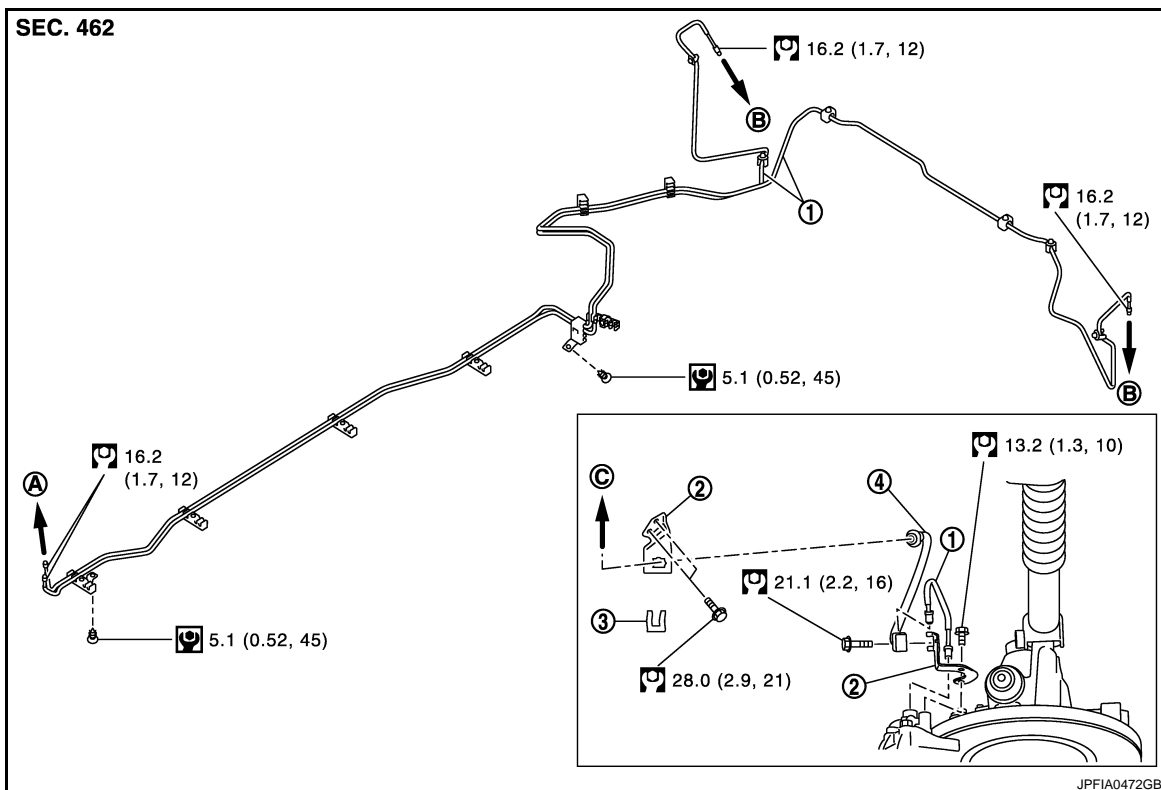 SEC. 462
16.2 (1.7, 12)
B
16.2
(1.7, 12)
1
B
5.1 (0.52, 45)
16.2
(1.7, 12)
A
13.2 (1.3, 10)
C
2
4
1
21.1 (2.2, 16)
3
5.1 (0.52, 45)
28.0 (2.9, 21)
2
JPFIA0472GB